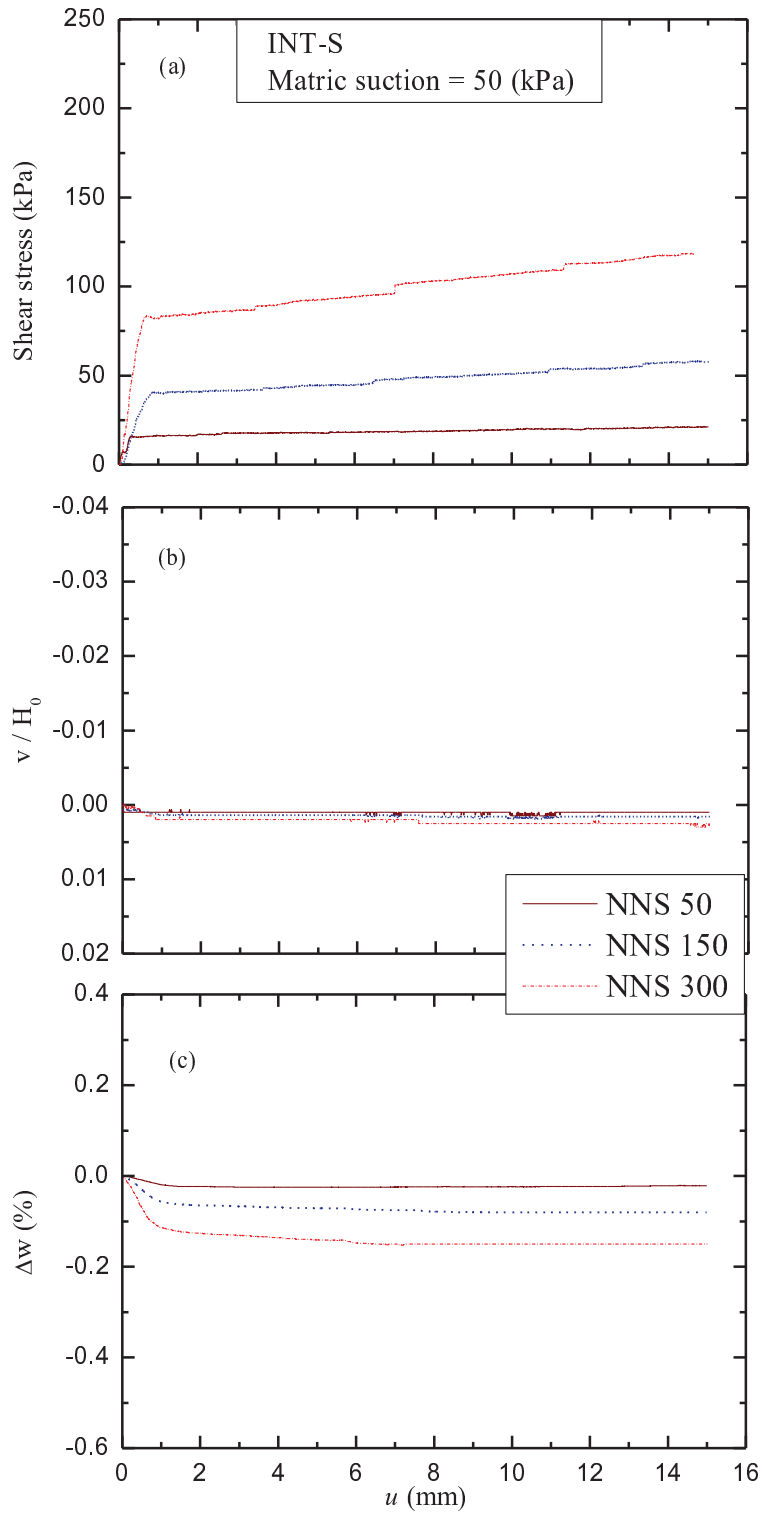 250
200
150
100
50
0
Shear stress (kPa)
(a)
INT-S
Matric suction = 50 (kPa)
-0.04
-0.03
-0.02
-0.01
0.00
0.01
0.02
v / H0
(b)
NNS 50
NNS 150
NNS 300
0.4
0.2
0.0
-0.2
-0.4
-0.6
Δw (%)
(c)
0 2 4 6 8 10 12 14 16
u (mm)